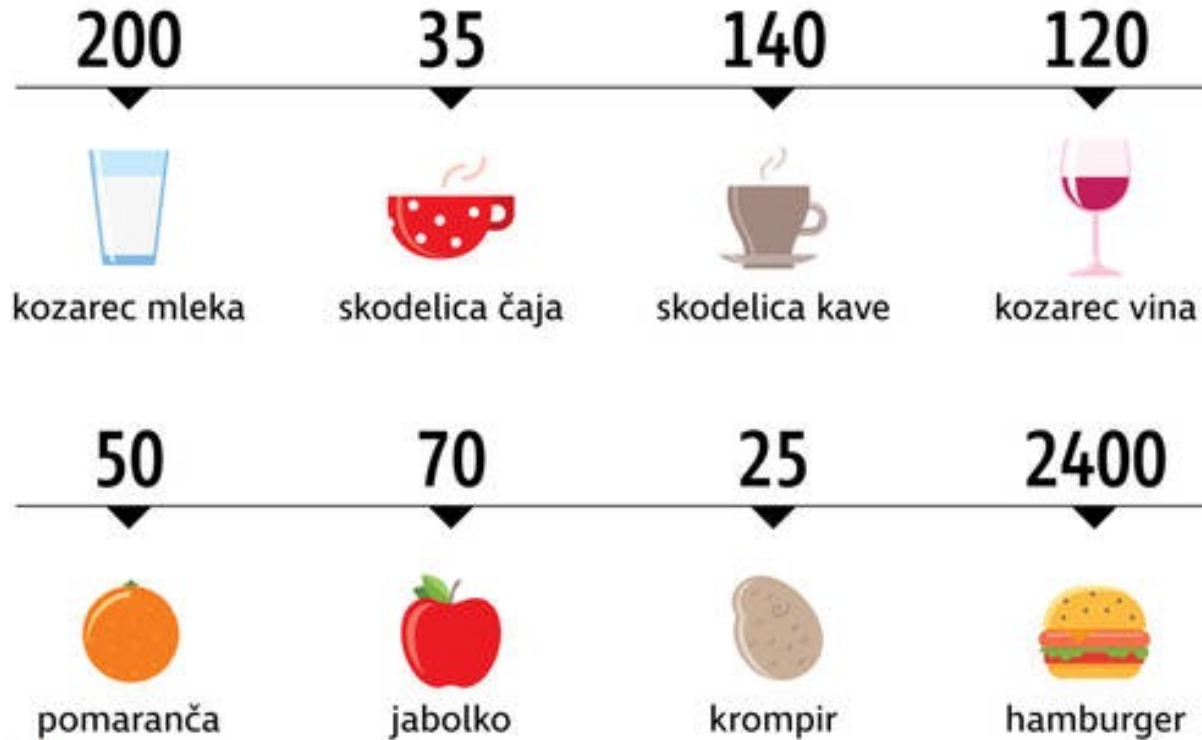 200 35 140 120
kozarec mleka skodelica čaja skodelica kave kozarec vina
50 70 25 2400
pomaranča jabolko krompir hamburger